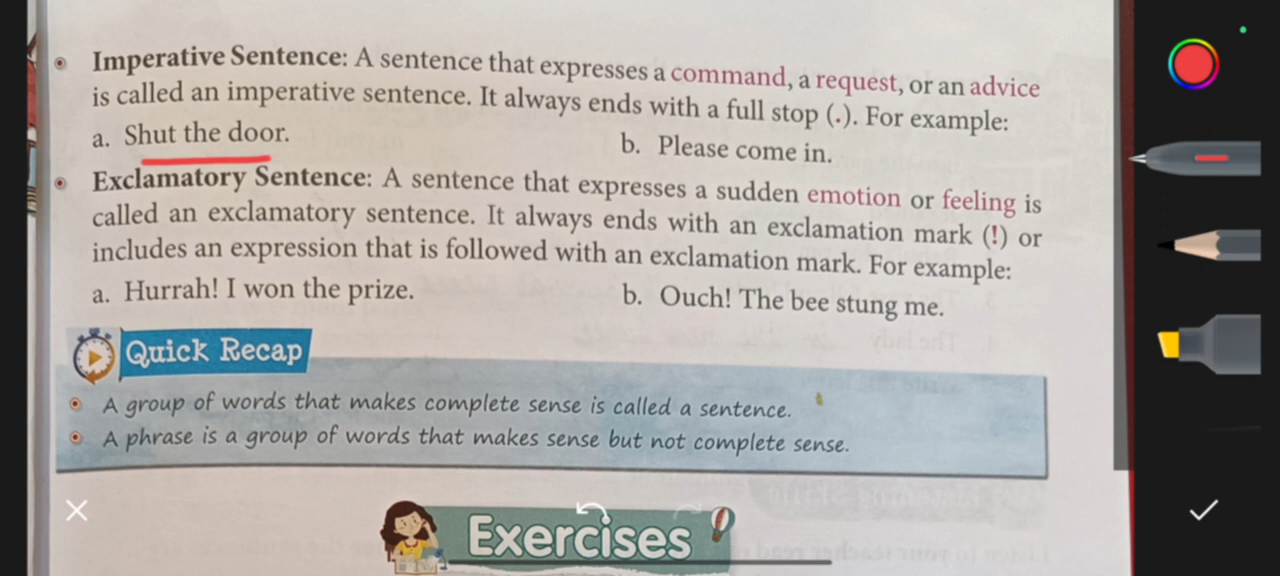 Imperative Sentence: A sentence that expresses a command, a request, or an advice
is called an imperative sentence. It always ends with a full stop (.). For example:
a. Shut the door. b. Please come in.
Exclamatory Sentence: A sentence that expresses a sudden emotion or feeling is
called an exclamatory sentence. It always ends with an exclamation mark (!) or
includes an expression that is followed with an exclamation mark. For example:
a. Hurrah! I won the prize. b. Ouch! The bee stung me.
Quick Recap
A group of words that makes complete sense is called a sentence.
A phrase is a group of words that makes sense but not complete sense.
Exercises